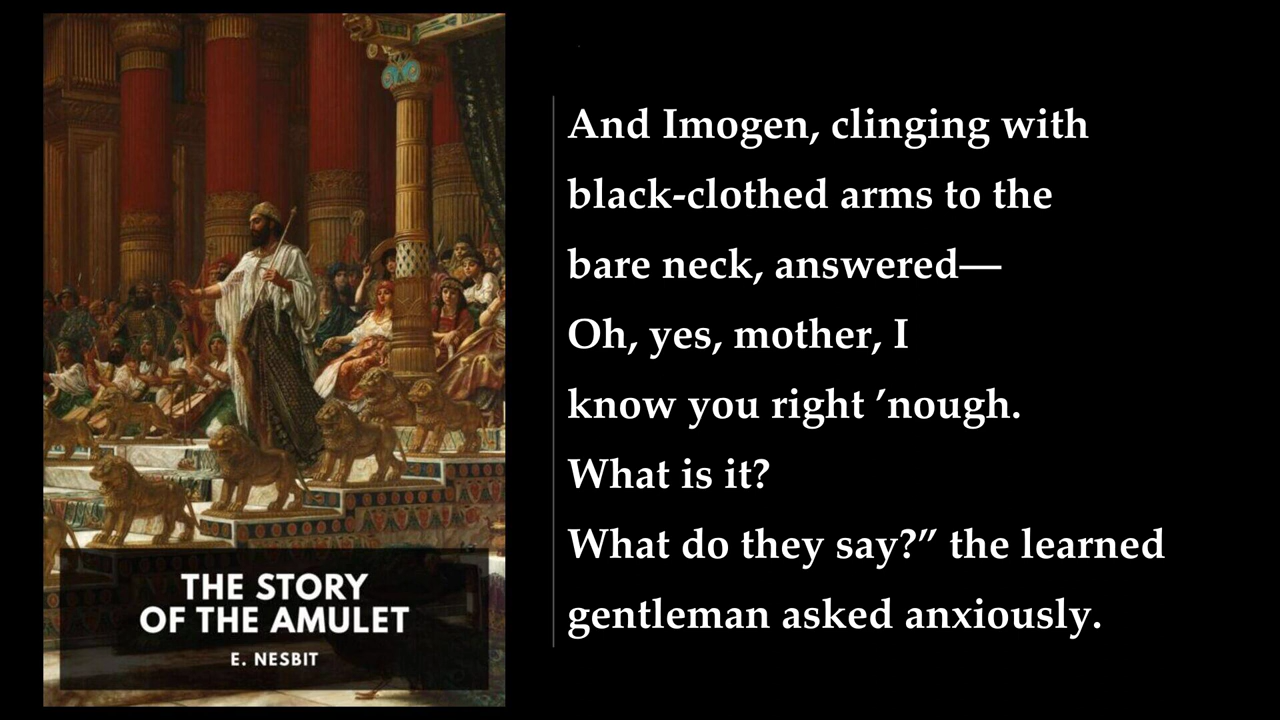 THE STORY
OF THE AMULET
E. NESBIT
And Imogen, clinging with
black-clothed arms to the
bare neck, answered—
Oh, yes, mother, I
know you right ’nough.
What is it?
What do they say?” the learned
gentleman asked anxiously.